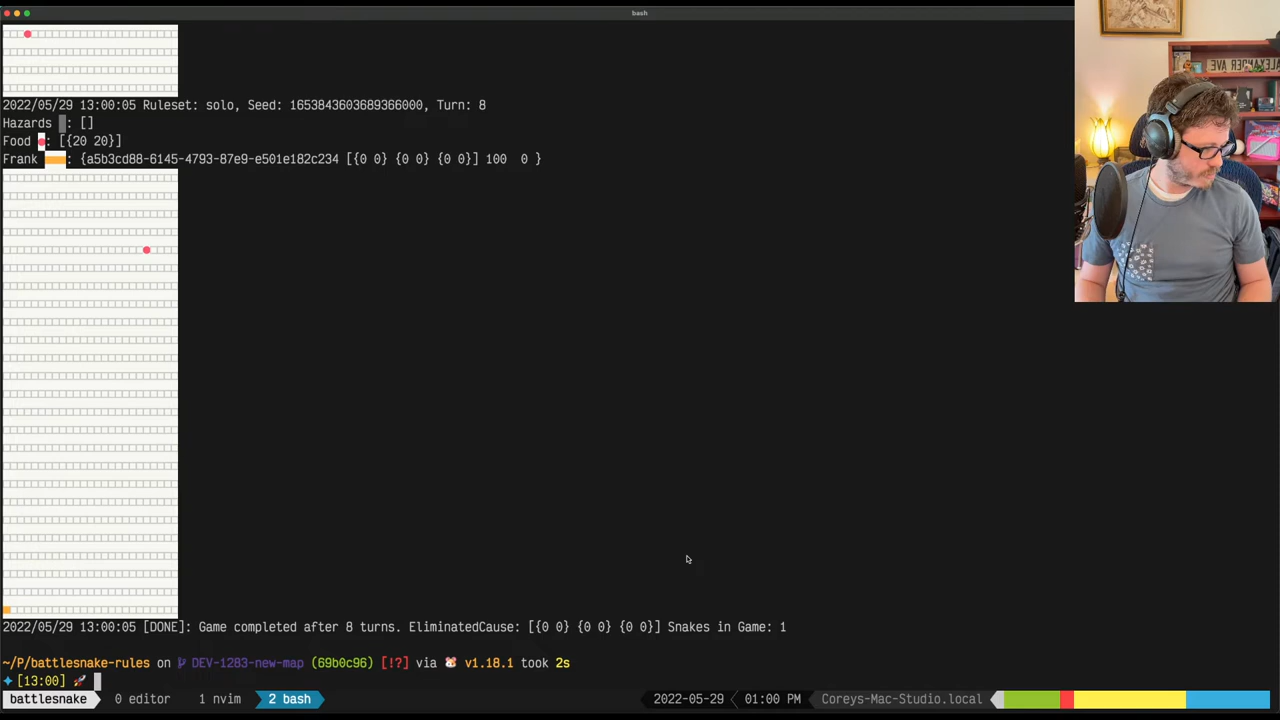 bash
2022/05/29 13:00:05 Ruleset: solo, Seed: 1653843603689366000, Turn: 8
Hazards : []
Food : [{20 20}]
Frank : {a5b3cd88-6145-4793-87e9-e501e182c234 [{0 0} {0 0} {0 0}] 100  0 }
2022/05/29 13:00:05 [DONE]: Game completed after 8 turns. EliminatedCause: [{0 0} {0 0} {0 0}] Snakes in Game: 1
~/P/battlesnake-rules on DEV-1283-new-map (69b0c96) [!?] via v1.18.1 took 2s
[13:00]
battlesnake 0 editor 1 nvim 2 bash 2022-05-29 01:00 PM Coreys-Mac-Studio.local